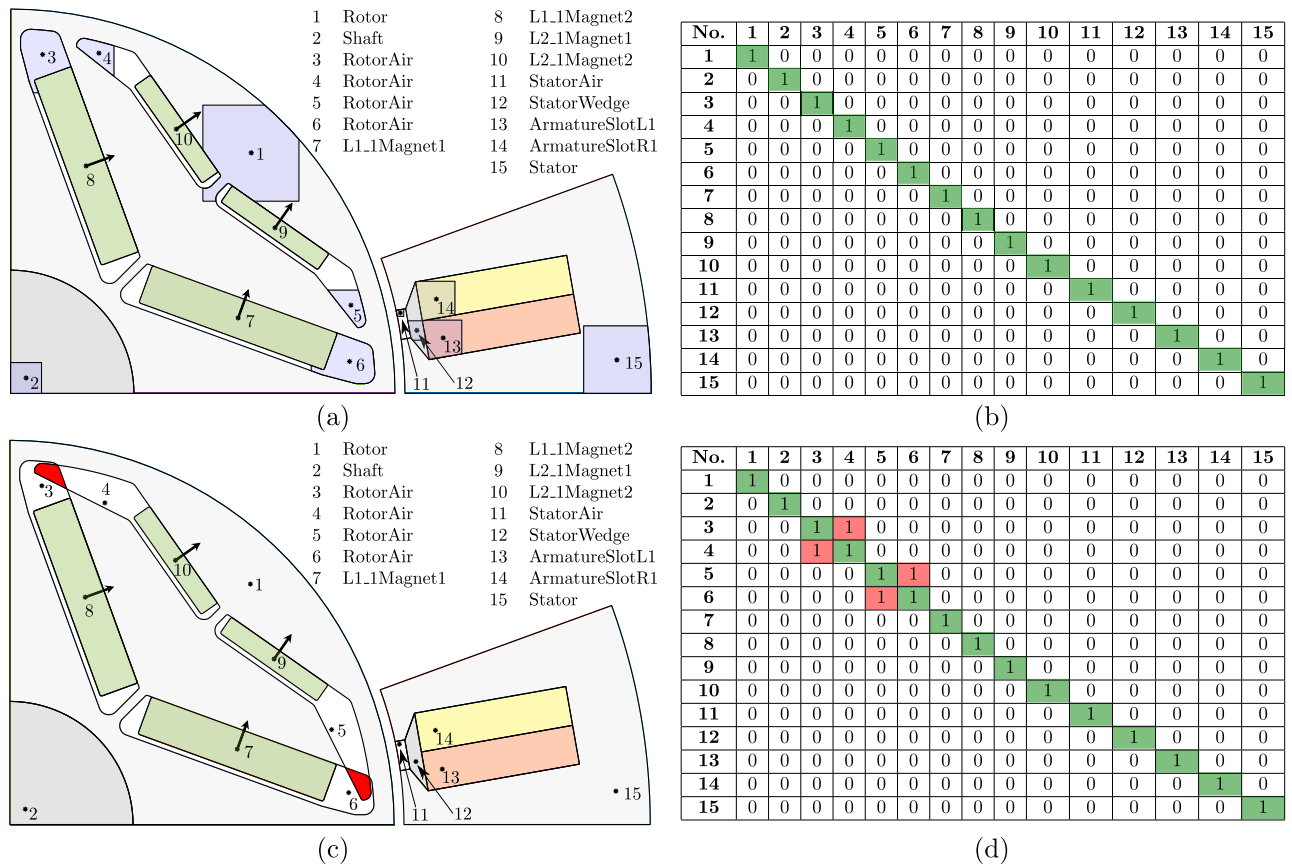 1 Rotor 8 L1_1Magnet2
2 Shaft 9 L2_1Magnet1
3 RotorAir 10 L2_1Magnet2
4 RotorAir 11 StatorAir
5 RotorAir 12 StatorWedge
6 RotorAir 13 ArmatureSlotL1
7 L1_1Magnet1 14 ArmatureSlotR1
15 Stator
3
4
10
1
8
9
5
14
7
13
6
15
2
11 12
(a)
No. 1 2 3 4 5 6 7 8 9 10 11 12 13 14 15
1 1 0 0 0 0 0 0 0 0 0 0 0 0 0 0
2 0 1 0 0 0 0 0 0 0 0 0 0 0 0 0
3 0 0 1 0 0 0 0 0 0 0 0 0 0 0 0
4 0 0 0 1 0 0 0 0 0 0 0 0 0 0 0
5 0 0 0 0 1 0 0 0 0 0 0 0 0 0 0
6 0 0 0 0 0 1 0 0 0 0 0 0 0 0 0
7 0 0 0 0 0 0 1 0 0 0 0 0 0 0 0
8 0 0 0 0 0 0 0 1 0 0 0 0 0 0 0
9 0 0 0 0 0 0 0 0 1 0 0 0 0 0 0
10 0 0 0 0 0 0 0 0 0 1 0 0 0 0 0
11 0 0 0 0 0 0 0 0 0 0 1 0 0 0 0
12 0 0 0 0 0 0 0 0 0 0 0 1 0 0 0
13 0 0 0 0 0 0 0 0 0 0 0 0 1 0 0
14 0 0 0 0 0 0 0 0 0 0 0 0 0 1 0
15 0 0 0 0 0 0 0 0 0 0 0 0 0 0 1
(b)
1 Rotor 8 L1_1Magnet2
2 Shaft 9 L2_1Magnet1
3 RotorAir 10 L2_1Magnet2
4 RotorAir 11 StatorAir
5 RotorAir 12 StatorWedge
6 RotorAir 13 ArmatureSlotL1
7 L1_1Magnet1 14 ArmatureSlotR1
15 Stator
3
4
10
1
8
9
5
14
7
13
6
15
2
11 12
(c)
No. 1 2 3 4 5 6 7 8 9 10 11 12 13 14 15
1 1 0 0 0 0 0 0 0 0 0 0 0 0 0 0
2 0 1 0 0 0 0 0 0 0 0 0 0 0 0 0
3 0 0 1 1 0 0 0 0 0 0 0 0 0 0 0
4 0 0 1 1 0 0 0 0 0 0 0 0 0 0 0
5 0 0 0 0 1 1 0 0 0 0 0 0 0 0 0
6 0 0 0 0 1 1 0 0 0 0 0 0 0 0 0
7 0 0 0 0 0 0 1 0 0 0 0 0 0 0 0
8 0 0 0 0 0 0 0 1 0 0 0 0 0 0 0
9 0 0 0 0 0 0 0 0 1 0 0 0 0 0 0
10 0 0 0 0 0 0 0 0 0 1 0 0 0 0 0
11 0 0 0 0 0 0 0 0 0 0 1 0 0 0 0
12 0 0 0 0 0 0 0 0 0 0 0 1 0 0 0
13 0 0 0 0 0 0 0 0 0 0 0 0 1 0 0
14 0 0 0 0 0 0 0 0 0 0 0 0 0 1 0
15 0 0 0 0 0 0 0 0 0 0 0 0 0 0 1
(d)